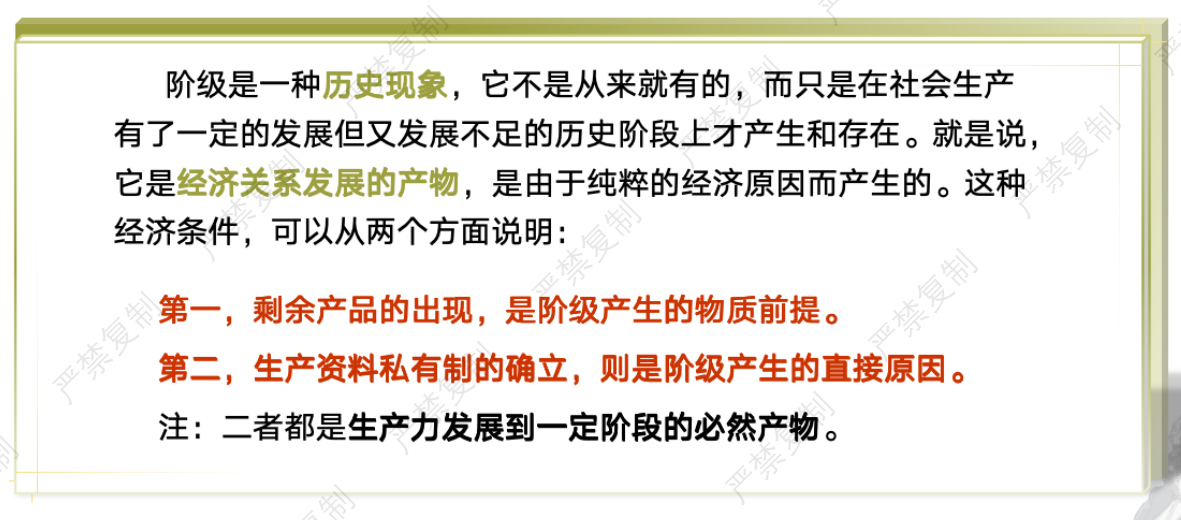 阶级是一种历史现象，它不是从来就有的，而只是在社会生产
有了一定的发展但又发展不足的历史阶段上才产生和存在。就是说，
它是经济关系发展的产物，是由于纯粹的经济原因而产生的。这种
经济条件，可以从两个方面说明：
第一，剩余产品的出现，是阶级产生的物质前提。
第二，生产资料私有制的确立，则是阶级产生的直接原因。
注：二者都是生产力发展到一定阶段的必然产物。
严禁复制
严禁复制
严禁复制
严禁复制
严禁复制
严禁复制
严禁复制
严禁复制
严禁复制